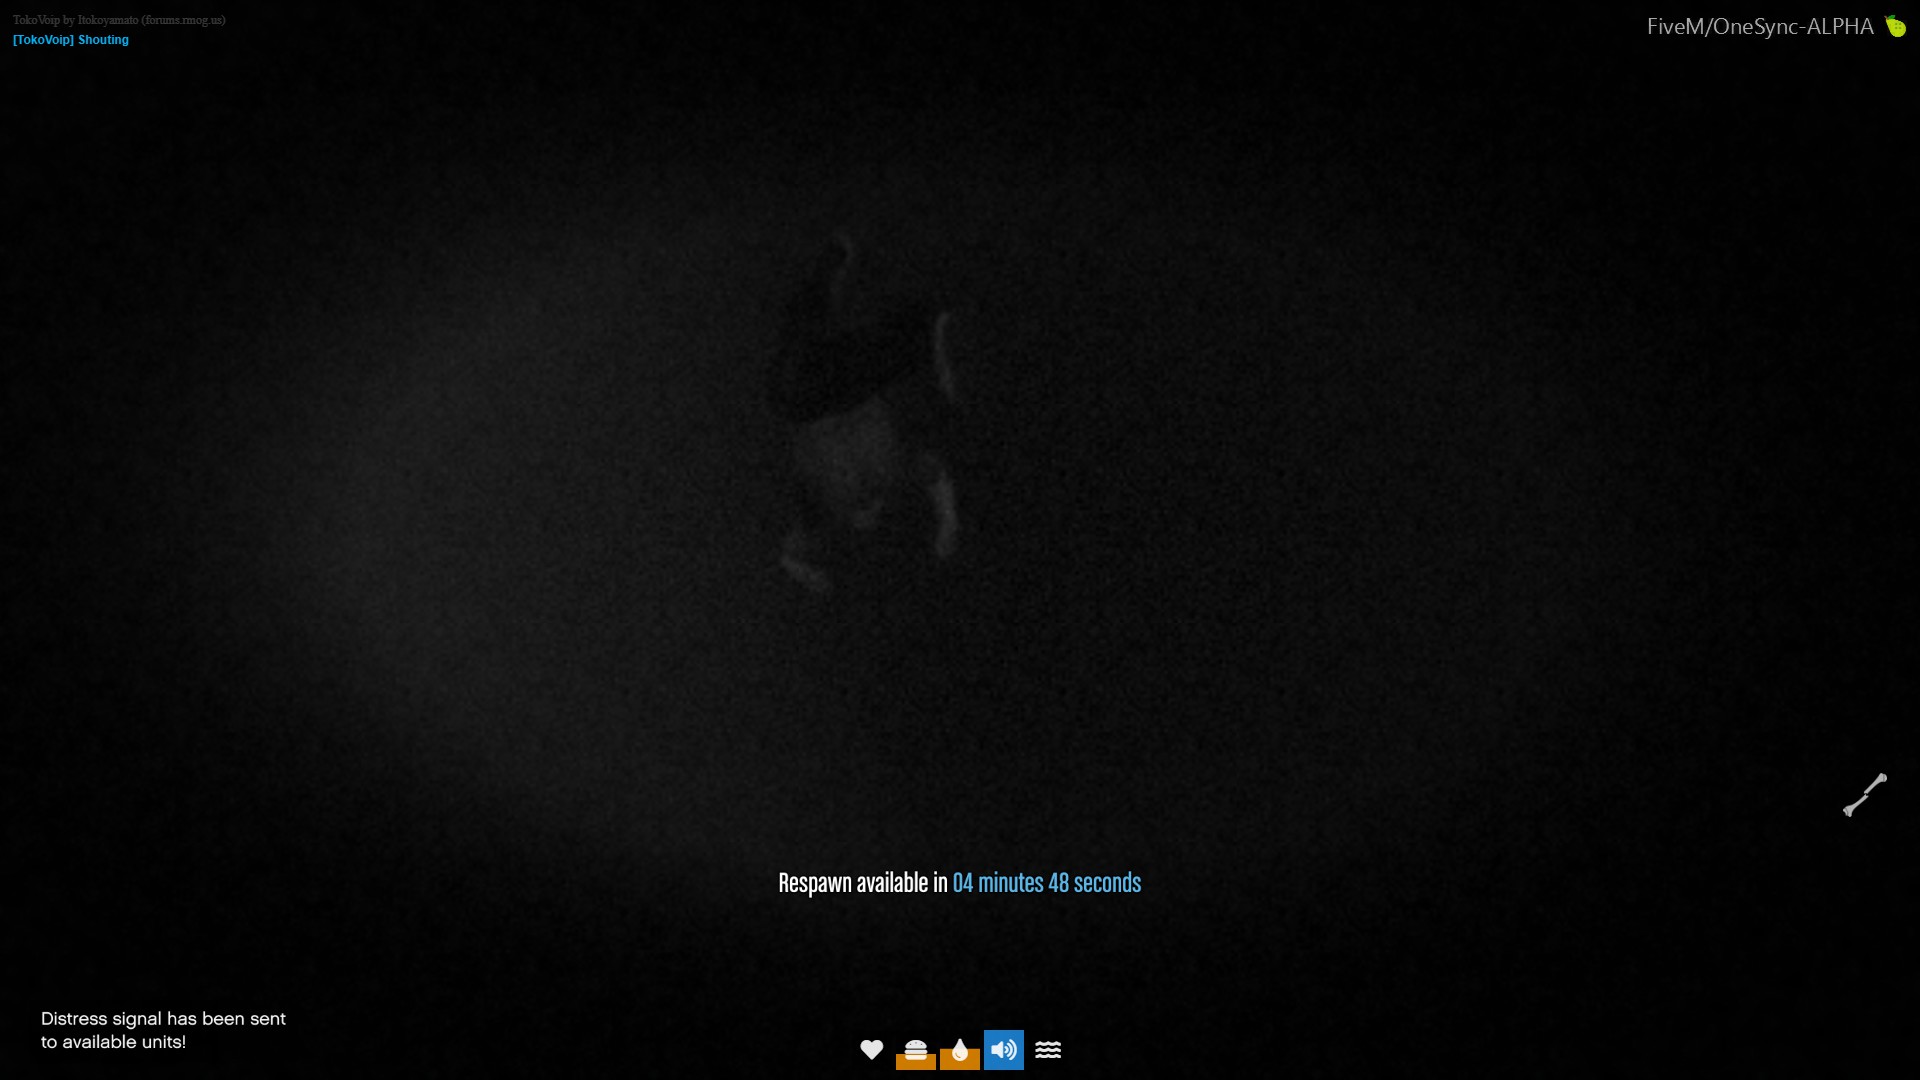 TokoVoip by Itokoyamato (forums.rmog.us)
[TokoVoip] Shouting
FiveM/OneSync-ALPHA
Respawn available in 04 minutes 48 seconds
Distress signal has been sent
to available units!